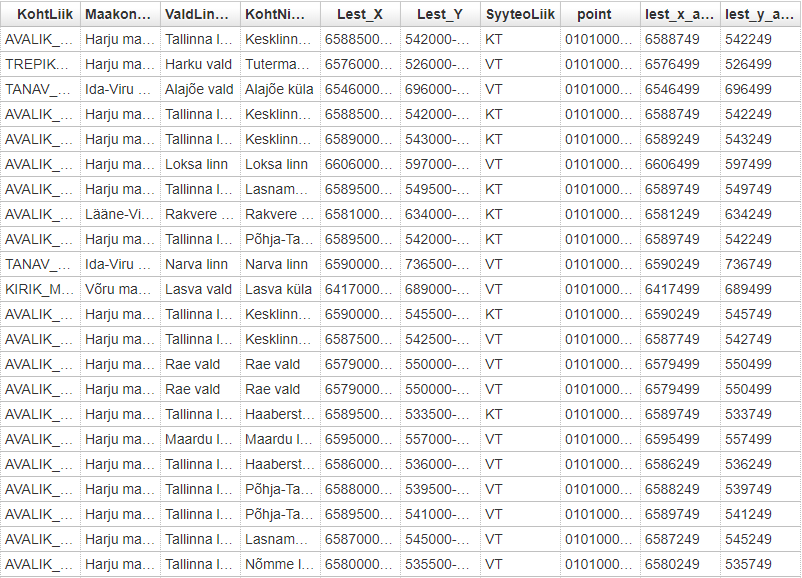 KohtLiik Maakon... ValdLin... KohtNi... Lest_X Lest_Y SyyteoLiik point lest_x_a... lest_y_a...
AVALIK_... Harju ma... Tallinna l... Kesklinn... 6588500... 542000-... KT 0101000... 6588749 542249
TREPIK... Harju ma... Harku vald Tuterma... 6576000... 526000-... VT 0101000... 6576499 526499
TANAV_... Ida-Viru ... Alajõe vald Alajõe küla 6546000... 696000-... VT 0101000... 6546499 696499
AVALIK_... Harju ma... Tallinna l... Kesklinn... 6588500... 542000-... KT 0101000... 6588749 542249
AVALIK_... Harju ma... Tallinna l... Kesklinn... 6589000... 543000-... KT 0101000... 6589249 543249
AVALIK_... Harju ma... Loksa linn Loksa linn 6606000... 597000-... VT 0101000... 6606499 597499
AVALIK_... Harju ma... Tallinna l... Lasnam... 6589500... 549500-... KT 0101000... 6589749 549749
AVALIK_... Lääne-Vi... Rakvere ... Rakvere ... 6581000... 634000-... KT 0101000... 6581249 634249
AVALIK_... Harju ma... Tallinna l... Põhja-Ta... 6589500... 542000-... KT 0101000... 6589749 542249
TANAV_... Ida-Viru ... Narva linn Narva linn 6590000... 736500-... VT 0101000... 6590249 736749
KIRIK_M... Võru ma... Lasva vald Lasva küla 6417000... 689000-... VT 0101000... 6417499 689499
AVALIK_... Harju ma... Tallinna l... Kesklinn... 6590000... 545500-... KT 0101000... 6590249 545749
AVALIK_... Harju ma... Tallinna l... Kesklinn... 6587500... 542500-... VT 0101000... 6587749 542749
AVALIK_... Harju ma... Rae vald Rae vald 6579000... 550000-... VT 0101000... 6579499 550499
AVALIK_... Harju ma... Rae vald Rae vald 6579000... 550000-... VT 0101000... 6579499 550499
AVALIK_... Harju ma... Tallinna l... Haaberst... 6589500... 533500-... KT 0101000... 6589749 533749
AVALIK_... Harju ma... Maardu l... Maardu l... 6595000... 557000-... VT 0101000... 6595499 557499
AVALIK_... Harju ma... Tallinna l... Haaberst... 6586000... 536000-... VT 0101000... 6586249 536249
AVALIK_... Harju ma... Tallinna l... Põhja-Ta... 6588000... 539500-... VT 0101000... 6588249 539749
AVALIK_... Harju ma... Tallinna l... Põhja-Ta... 6589500... 541000-... VT 0101000... 6589749 541249
AVALIK_... Harju ma... Tallinna l... Lasnam... 6587000... 545000-... VT 0101000... 6587249 545249
AVALIK_... Harju ma... Tallinna l... Nõmme l... 6580000... 535500-... VT 0101000... 6580249 535749